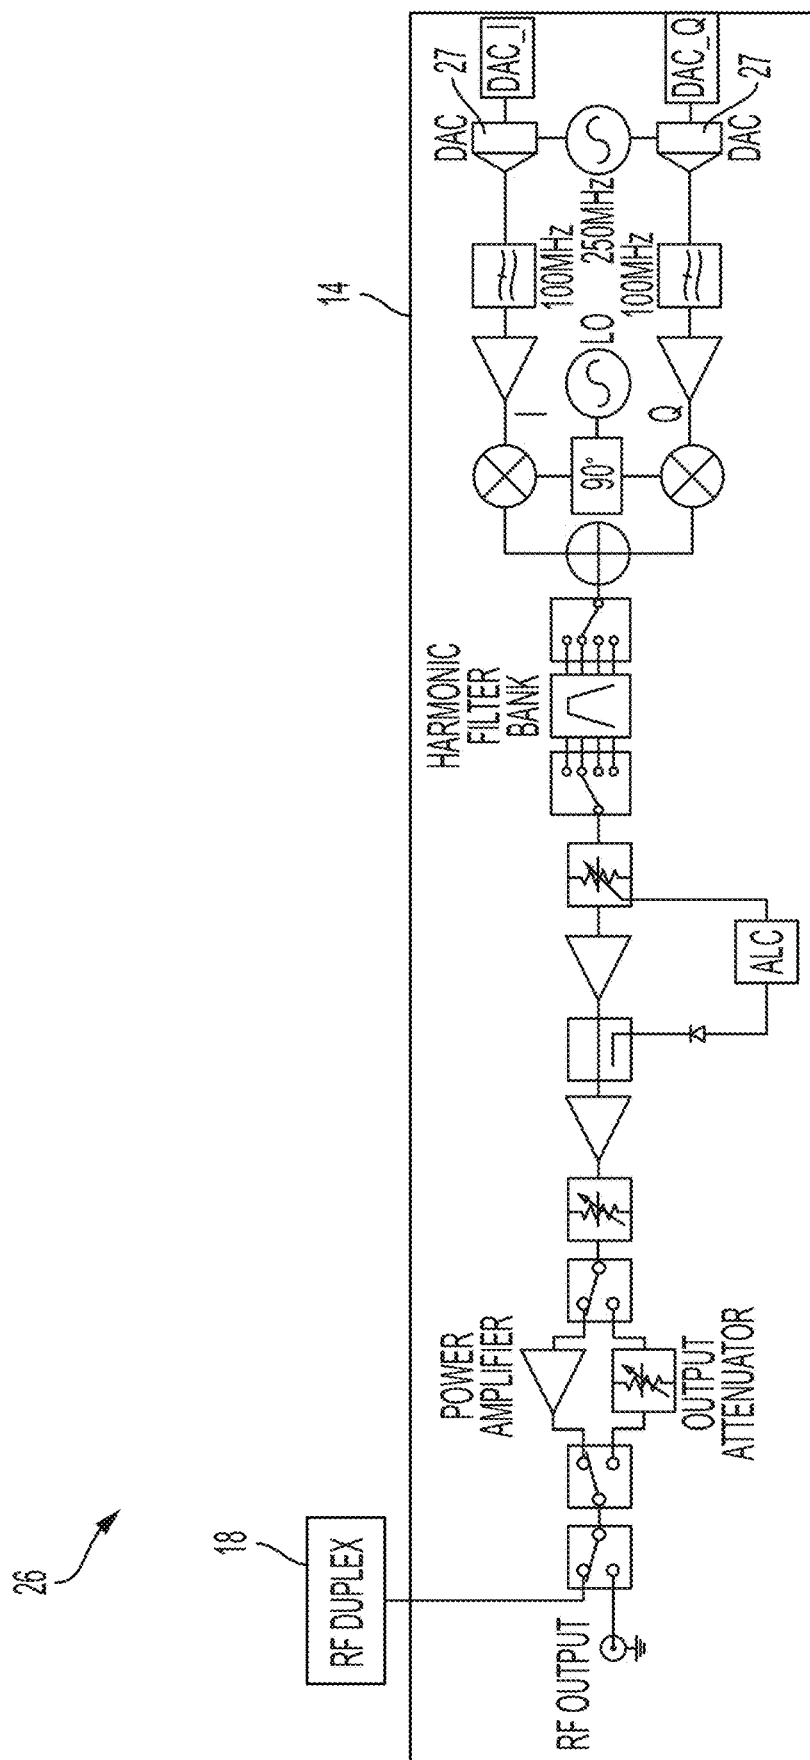 26
18
RF DUPLEX
14
RF OUTPUT
POWER
AMPLIFIER
OUTPUT
ATTENUATOR
ALC
HARMONIC
FILTER
BANK
90°
I
Q
LO
100MHz
100MHz
250MHz
DAC
27
DAC_I
DAC
27
DAC_Q